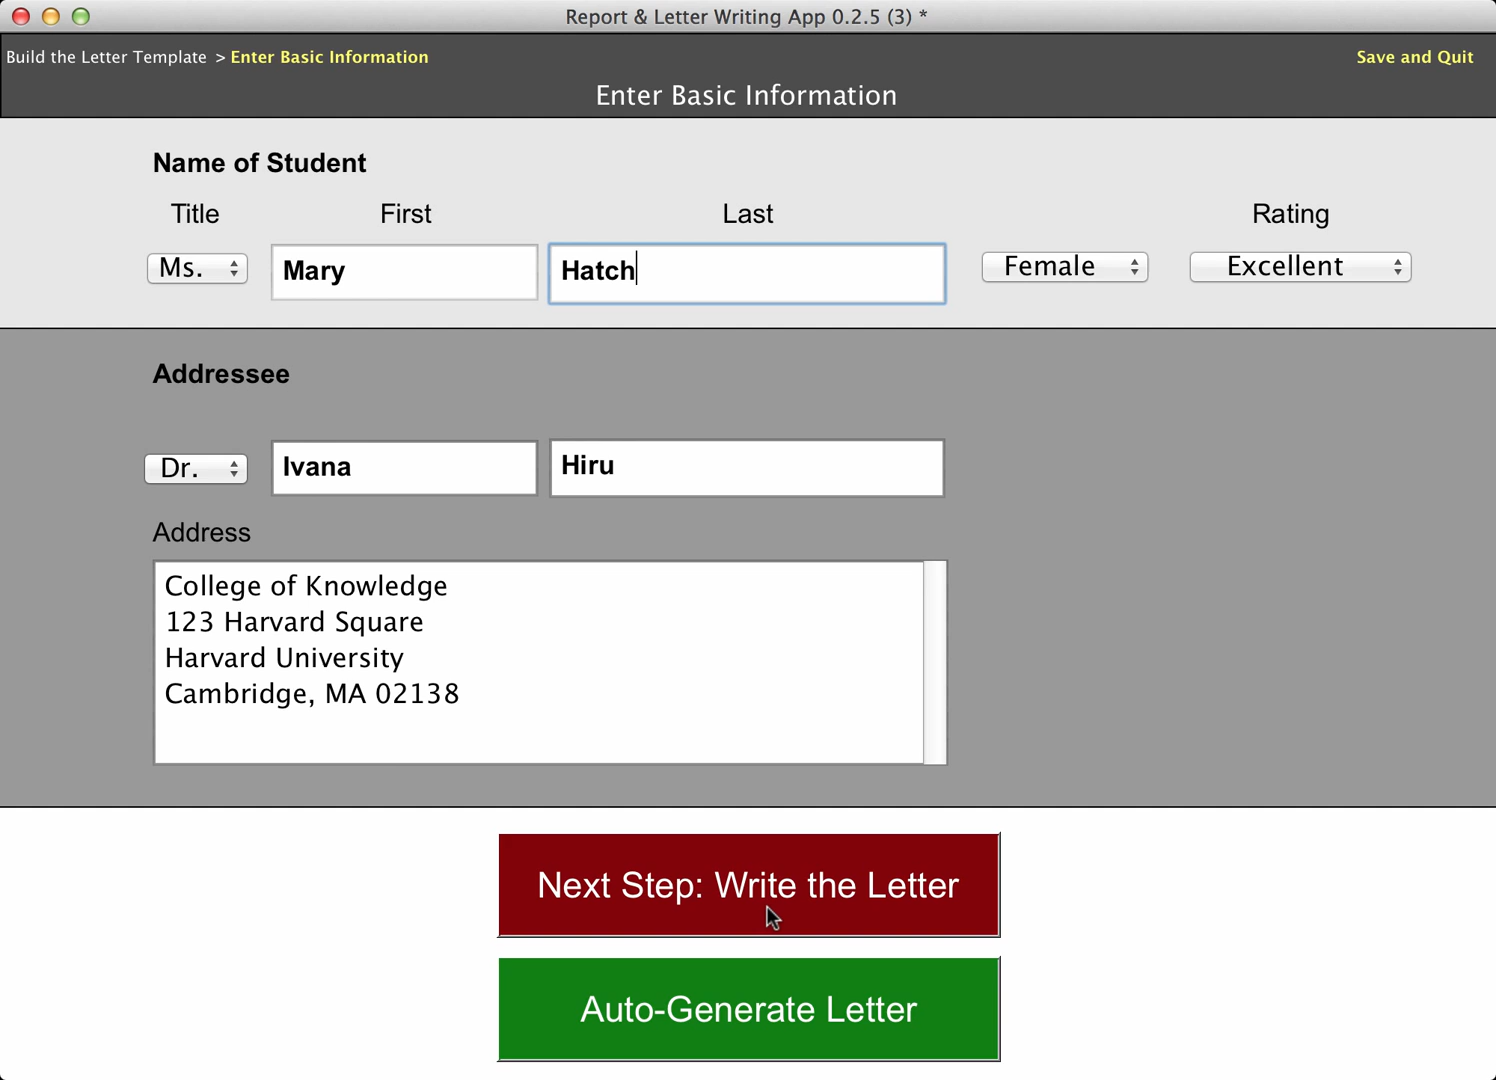 Report & Letter Writing App 0.2.5 (3) *
Build the Letter Template > Enter Basic Information
Save and Quit
Enter Basic Information
Name of Student
Title First Last Rating
Ms. Mary Hatch Female Excellent
Addressee
Dr. Ivana Hiru
Address
College of Knowledge
123 Harvard Square
Harvard University
Cambridge, MA 02138
Next Step: Write the Letter
Auto-Generate Letter